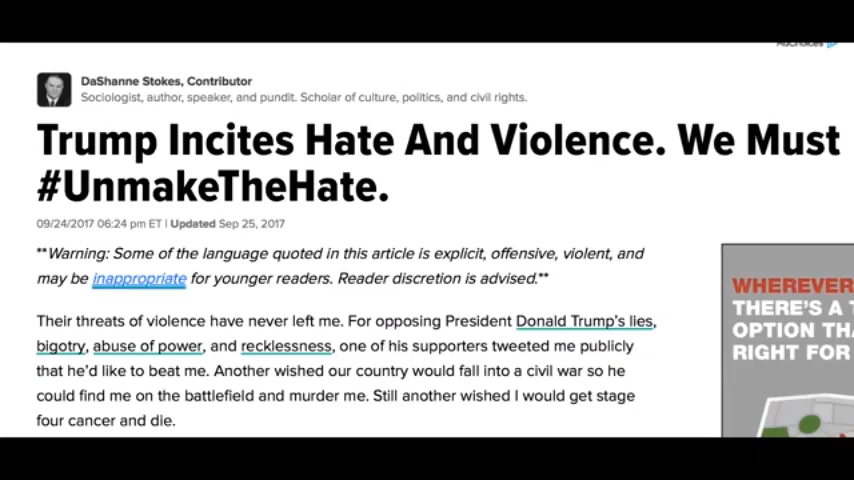 AdChoices
DaShanne Stokes, Contributor
Sociologist, author, speaker, and pundit. Scholar of culture, politics, and civil rights.
Trump Incites Hate And Violence. We Must
#UnmakeTheHate.
09/24/2017 06:24 pm ET | Updated Sep 25, 2017
**Warning: Some of the language quoted in this article is explicit, offensive, violent, and
may be inappropriate for younger readers. Reader discretion is advised.**
Their threats of violence have never left me. For opposing President Donald Trump's lies,
bigotry, abuse of power, and recklessness, one of his supporters tweeted me publicly
that he'd like to beat me. Another wished our country would fall into a civil war so he
could find me on the battlefield and murder me. Still another wished I would get stage
four cancer and die.
WHEREVER
THERE'S A T
OPTION THA
RIGHT FOR